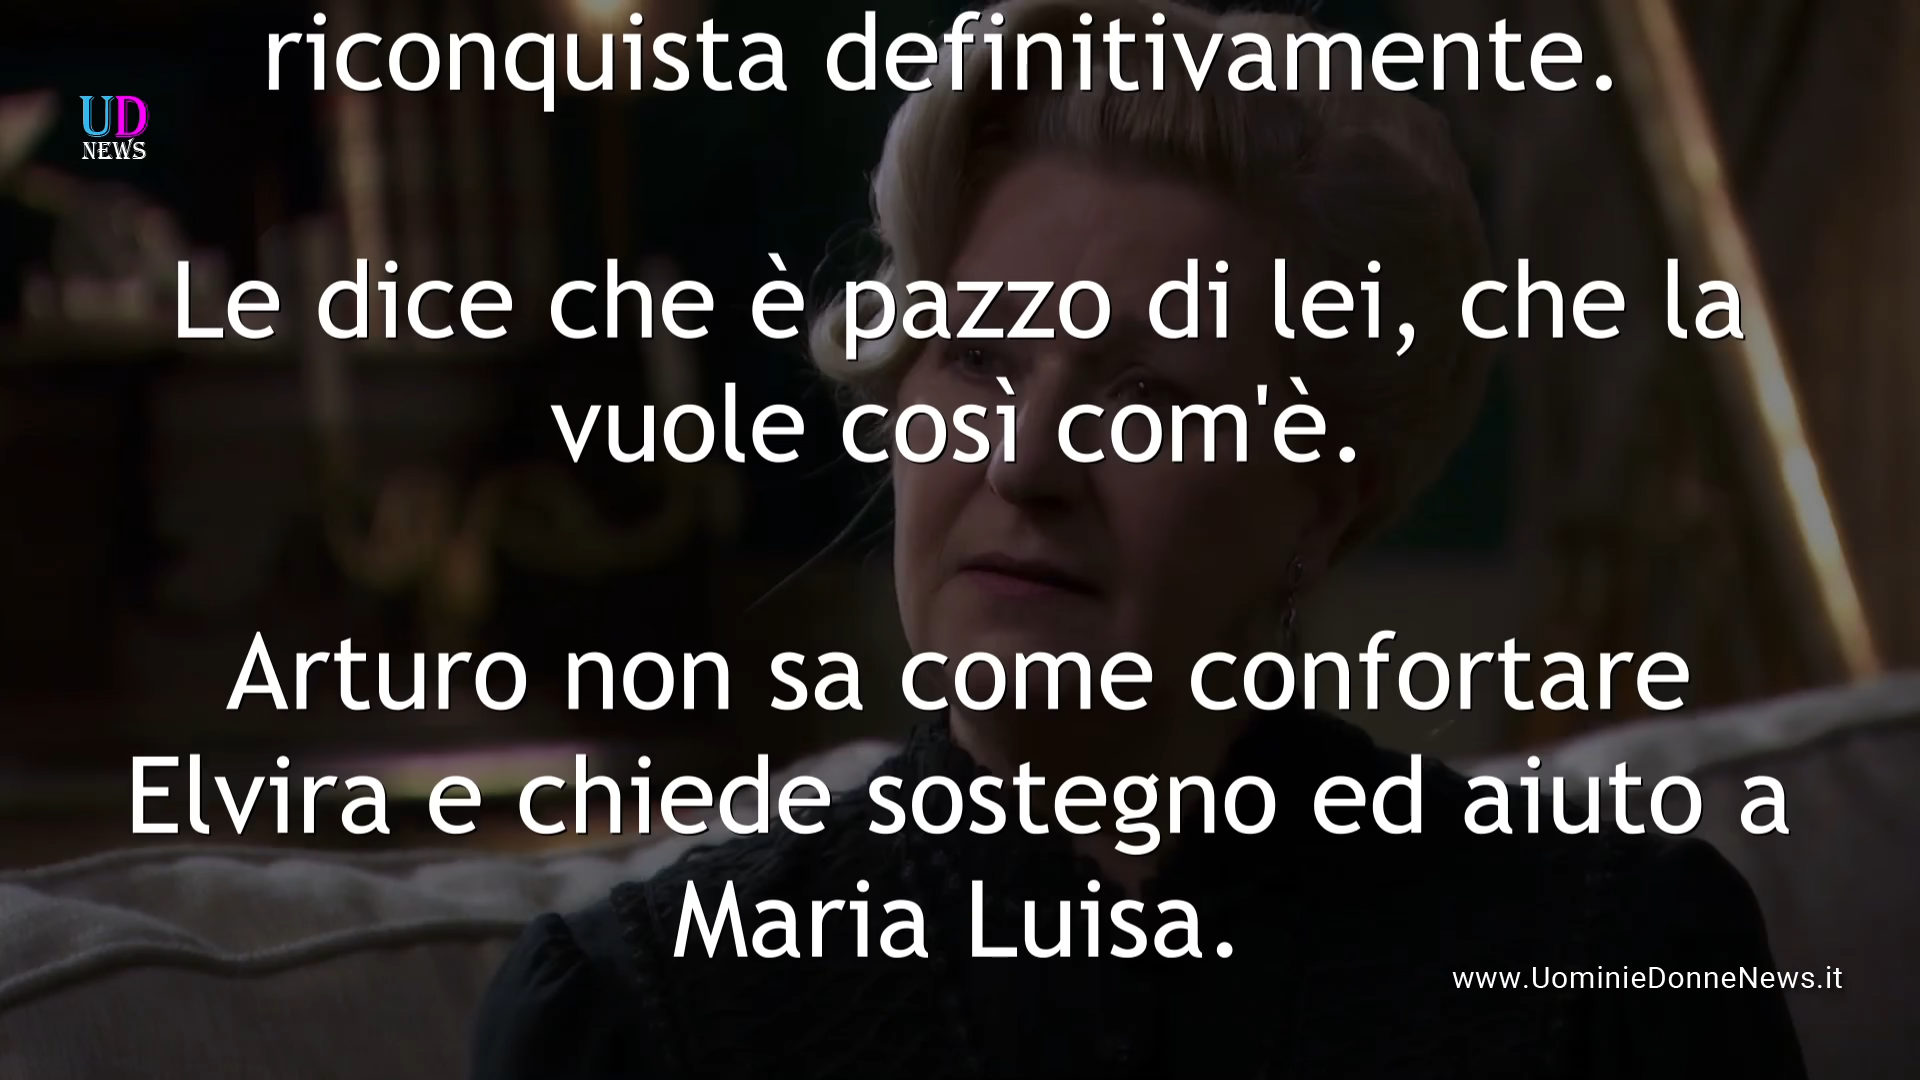 riconquista definitivamente.
UD
NEWS
Le dice che è pazzo di lei, che la
vuole così com'è.
Arturo non sa come confortare
Elvira e chiede sostegno ed aiuto a
Maria Luisa.
www.UominieDonneNews.it